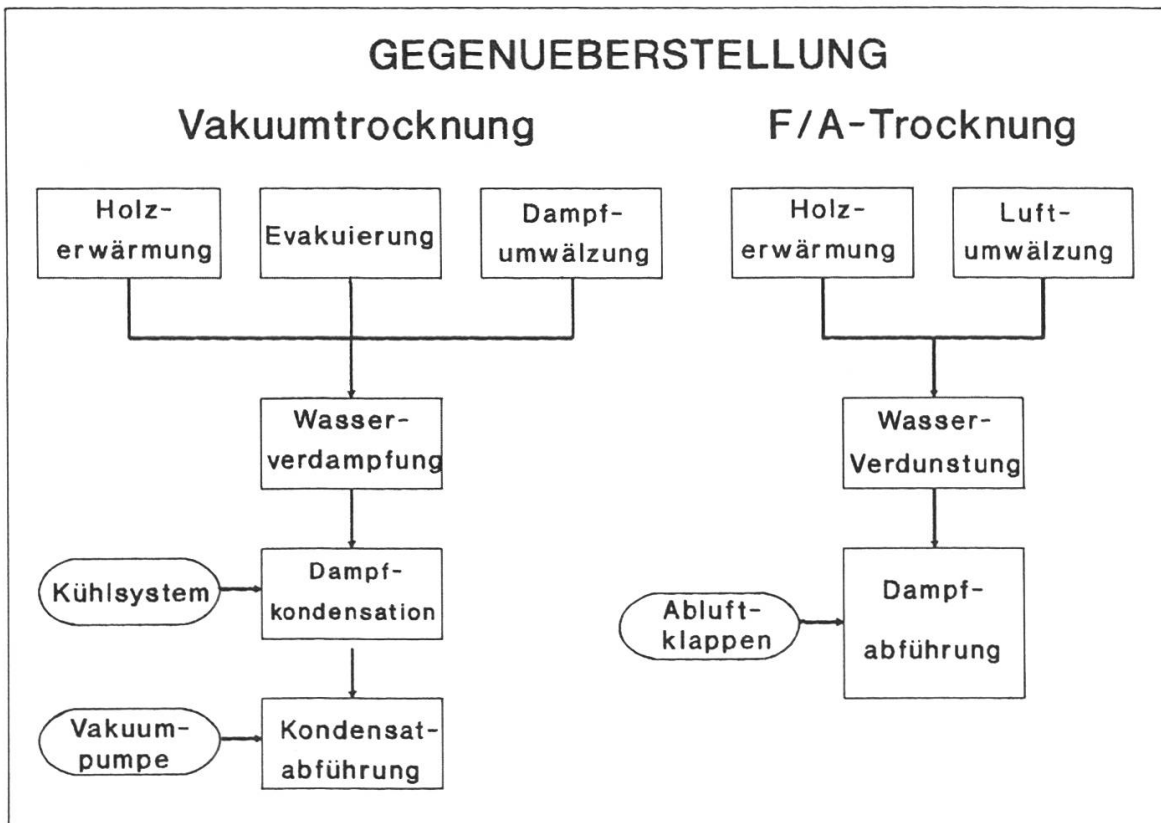 GEGENUEBERSTELLUNG
Vakuumtrocknung
Holz-
erwärmung
Evakuierung
Dampf-
umwälzung
Wasser-
verdampfung
Kühlsystem
Dampf-
kondensation
Vakuum-
pumpe
Kondensat-
abführung
F/A-Trocknung
Holz-
erwärmung
Luft-
umwälzung
Wasser-
Verdunstung
Abluft-
klappen
Dampf-
abführung